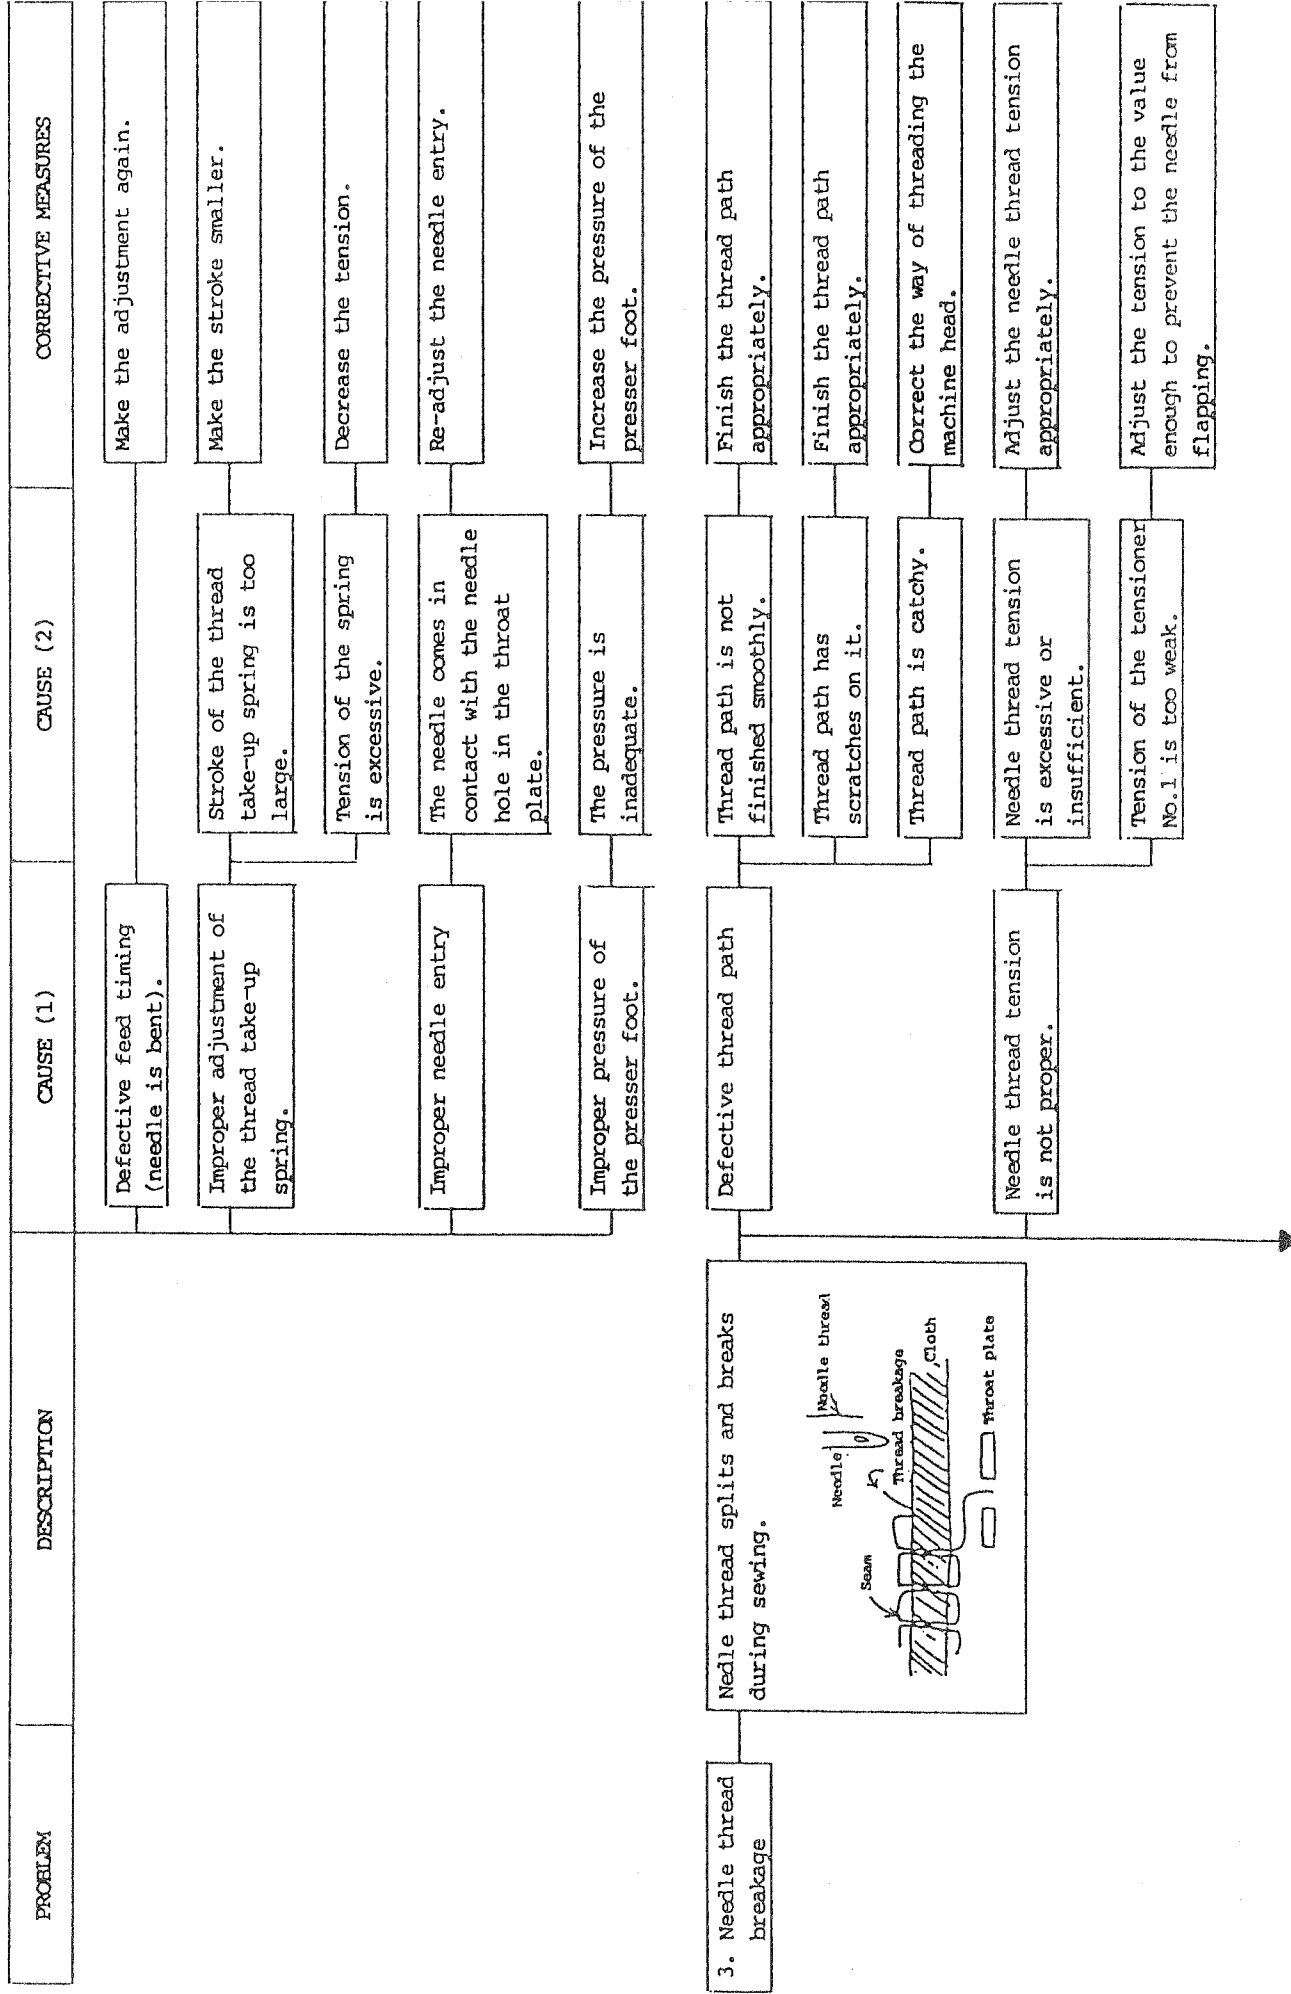 PROBLEM
DESCRIPTION
CAUSE (1)
CAUSE (2)
CORRECTIVE MEASURES
Defective feed timing
(needle is bent).
Make the adjustment again.
Improper adjustment of
the thread take-up
spring.
Stroke of the thread
take-up spring is too
large.
Make the stroke smaller.
Tension of the spring
is excessive.
Decrease the tension.
Improper needle entry
The needle comes in
contact with the needle
hole in the throat
plate.
Re-adjust the needle entry.
Improper pressure of
the presser foot.
The pressure is
inadequate.
Increase the pressure of the
presser foot.
3. Needle thread
breakage
Nedle thread splits and breaks
during sewing.
Needle
Needle thread
Seam
Thread breakage
Cloth
Throat plate
Defective thread path
Thread path is not
finished smoothly.
Finish the thread path
appropriately.
Thread path has
scratches on it.
Finish the thread path
appropriately.
Thread path is catchy.
Correct the way of threading the
machine head.
Needle thread tension
is not proper.
Needle thread tension
is excessive or
insufficient.
Adjust the needle thread tension
appropriately.
Tension of the tensioner
No.1 is too weak.
Adjust the tension to the value
enough to prevent the needle from
flapping.